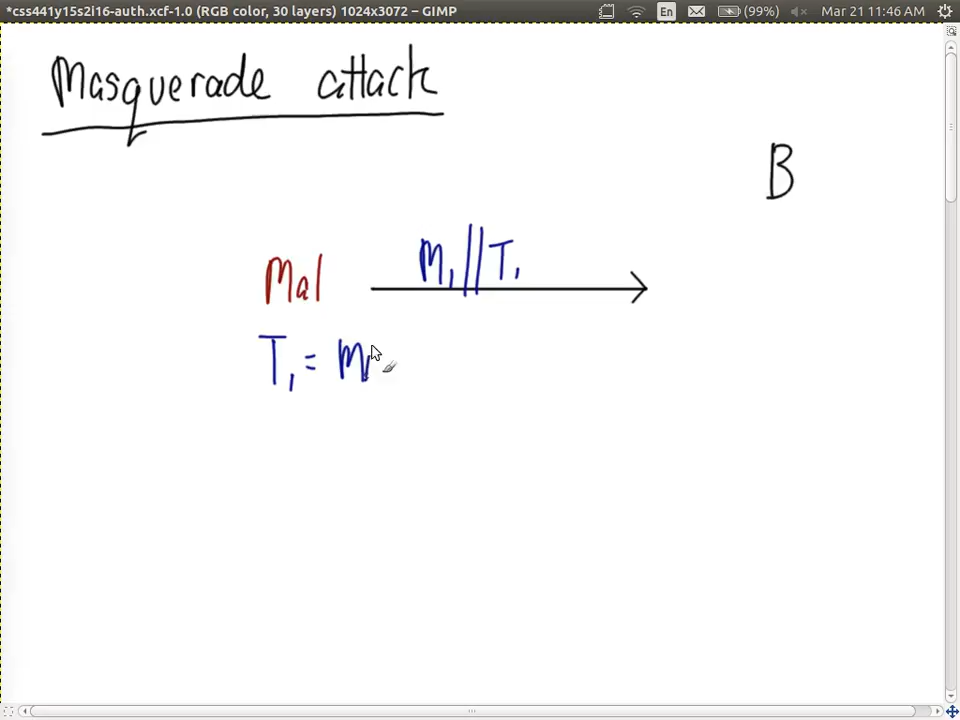 *css441y15s2i16-auth.xcf-1.0 (RGB color, 30 layers) 1024x3072 – GIMP En (99%) Mar 21 11:46 AM
Masquerade attack
B
Mal M₁||T₁
T₁ = M